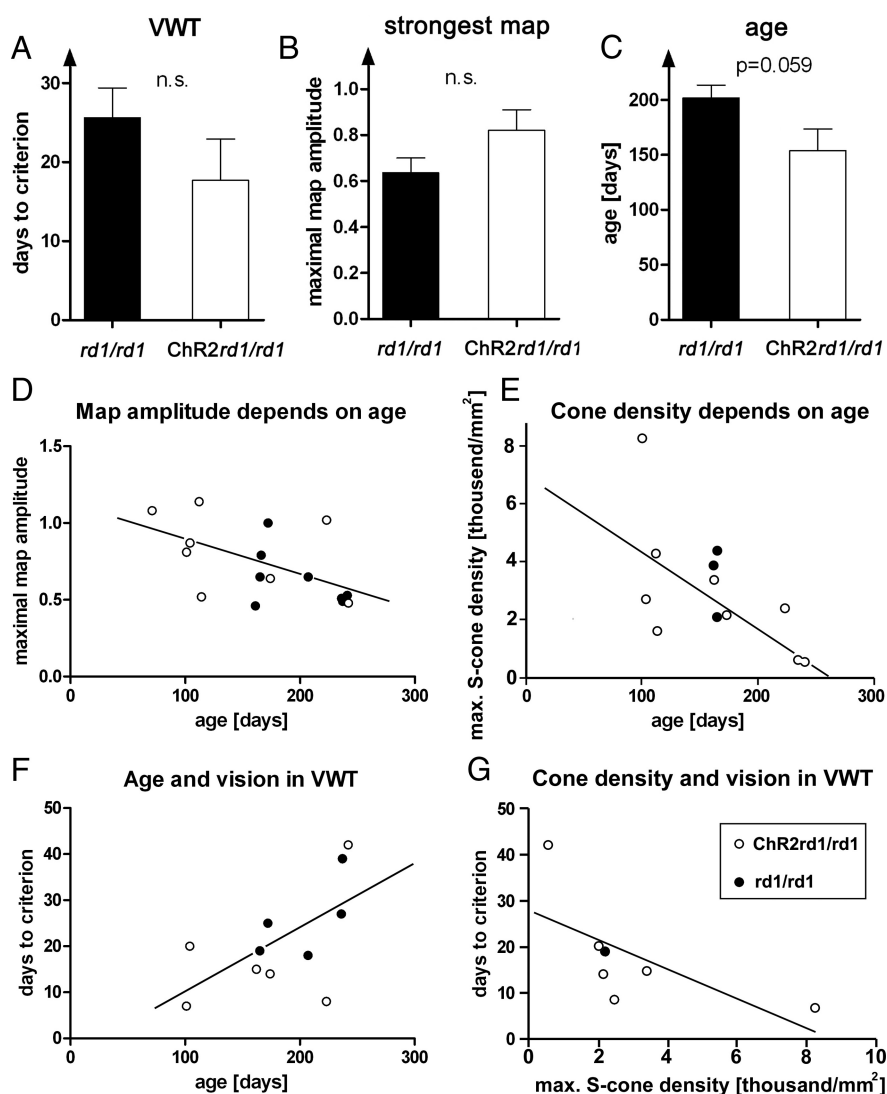 VWT
strongest map
age
A
B
C
n.s.
n.s.
p=0.059
days to criterion
30
20
10
0
rd1/rd1
ChR2rd1/rd1
maximal map amplitude
1.0
0.8
0.6
0.4
0.2
0.0
rd1/rd1
ChR2rd1/rd1
age [days]
200
150
100
50
0
rd1/rd1
ChR2rd1/rd1
D
Map amplitude depends on age
maximal map amplitude
1.5
1.0
0.5
0.0
0 100 200 300
age [days]
E
Cone density depends on age
max. S-cone density [thousend/mm²]
8
6
4
2
0
0 100 200 300
age [days]
F
Age and vision in VWT
days to criterion
50
40
30
20
10
0
0 100 200 300
age [days]
G
Cone density and vision in VWT
days to criterion
50
40
30
20
10
0
ChR2rd1/rd1
rd1/rd1
0 2 4 6 8 10
max. S-cone density [thousand/mm²]